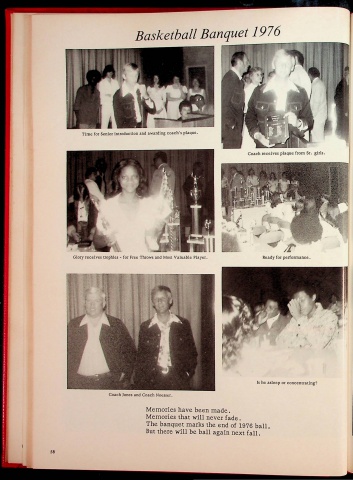 Basketball Banquet 1976
Time for Senior introduction and awarding coach's plaque.
Coach receives plaque from Sr. girls.
Glory receives trophies - for Free Throws and Most Valuable Player.
Ready for performance.
Coach Jones and Coach Hooser.
Is he asleep or concentrating?
Memories have been made.
Memories that will never fade.
The banquet marks the end of 1976 ball.
But there will be ball again next fall.